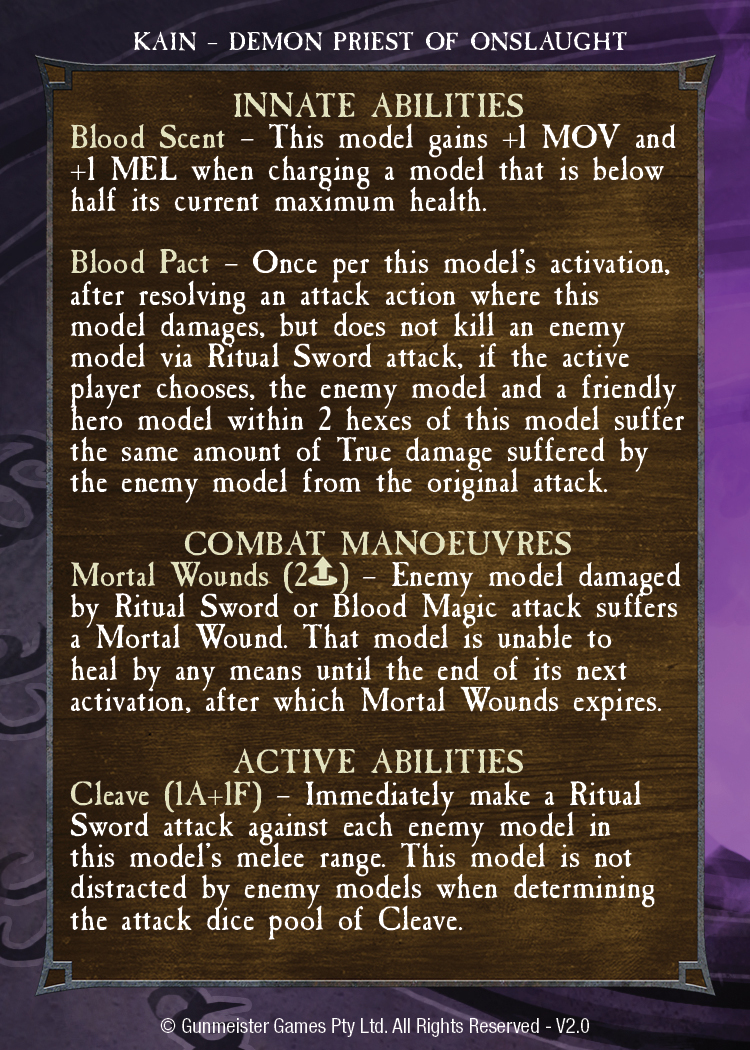 KAIN – DEMON PRIEST OF ONSLAUGHT
INNATE ABILITIES
Blood Scent – This model gains +1 MOV and
+1 MEL when charging a model that is below
half its current maximum health.
Blood Pact – Once per this model's activation,
after resolving an attack action where this
model damages, but does not kill an enemy
model via Ritual Sword attack, if the active
player chooses, the enemy model and a friendly
hero model within 2 hexes of this model suffer
the same amount of True damage suffered by
the enemy model from the original attack.
COMBAT MANOEUVRES
Mortal Wounds (2) – Enemy model damaged
by Ritual Sword or Blood Magic attack suffers
a Mortal Wound. That model is unable to
heal by any means until the end of its next
activation, after which Mortal Wounds expires.
ACTIVE ABILITIES
Cleave (1A+1F) – Immediately make a Ritual
Sword attack against each enemy model in
this model's melee range. This model is not
distracted by enemy models when determining
the attack dice pool of Cleave.
© Gunmeister Games Pty Ltd. All Rights Reserved - V2.0